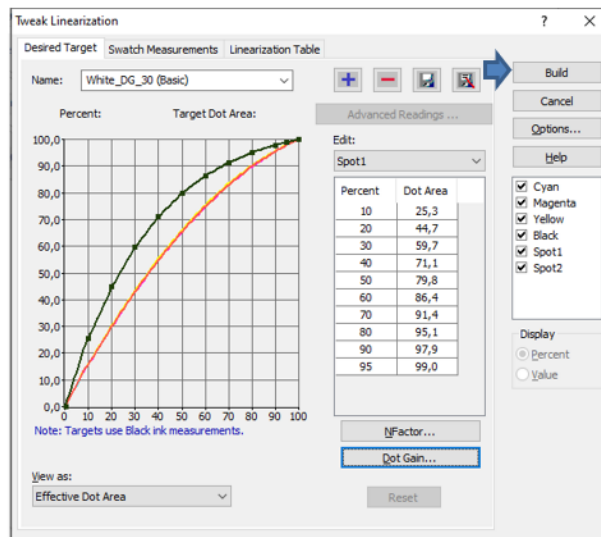 Tweak Linearization
? ×
Desired Target Swatch Measurements Linearization Table
Name: White_DG_30 (Basic)
Percent: Target Dot Area:
Advanced Readings ...
Edit:
Spot1
Percent Dot Area
10 25,3
20 44,7
30 59,7
40 71,1
50 79,8
60 86,4
70 91,4
80 95,1
90 97,9
95 99,0
100,0
90,0
80,0
70,0
60,0
50,0
40,0
30,0
20,0
10,0
0,0
0 10 20 30 40 50 60 70 80 90 100
Note: Targets use Black ink measurements.
View as:
Effective Dot Area
NFactor...
Dot Gain...
Reset
Build
Cancel
Options...
Help
Cyan
Magenta
Yellow
Black
Spot1
Spot2
Display
Percent
Value